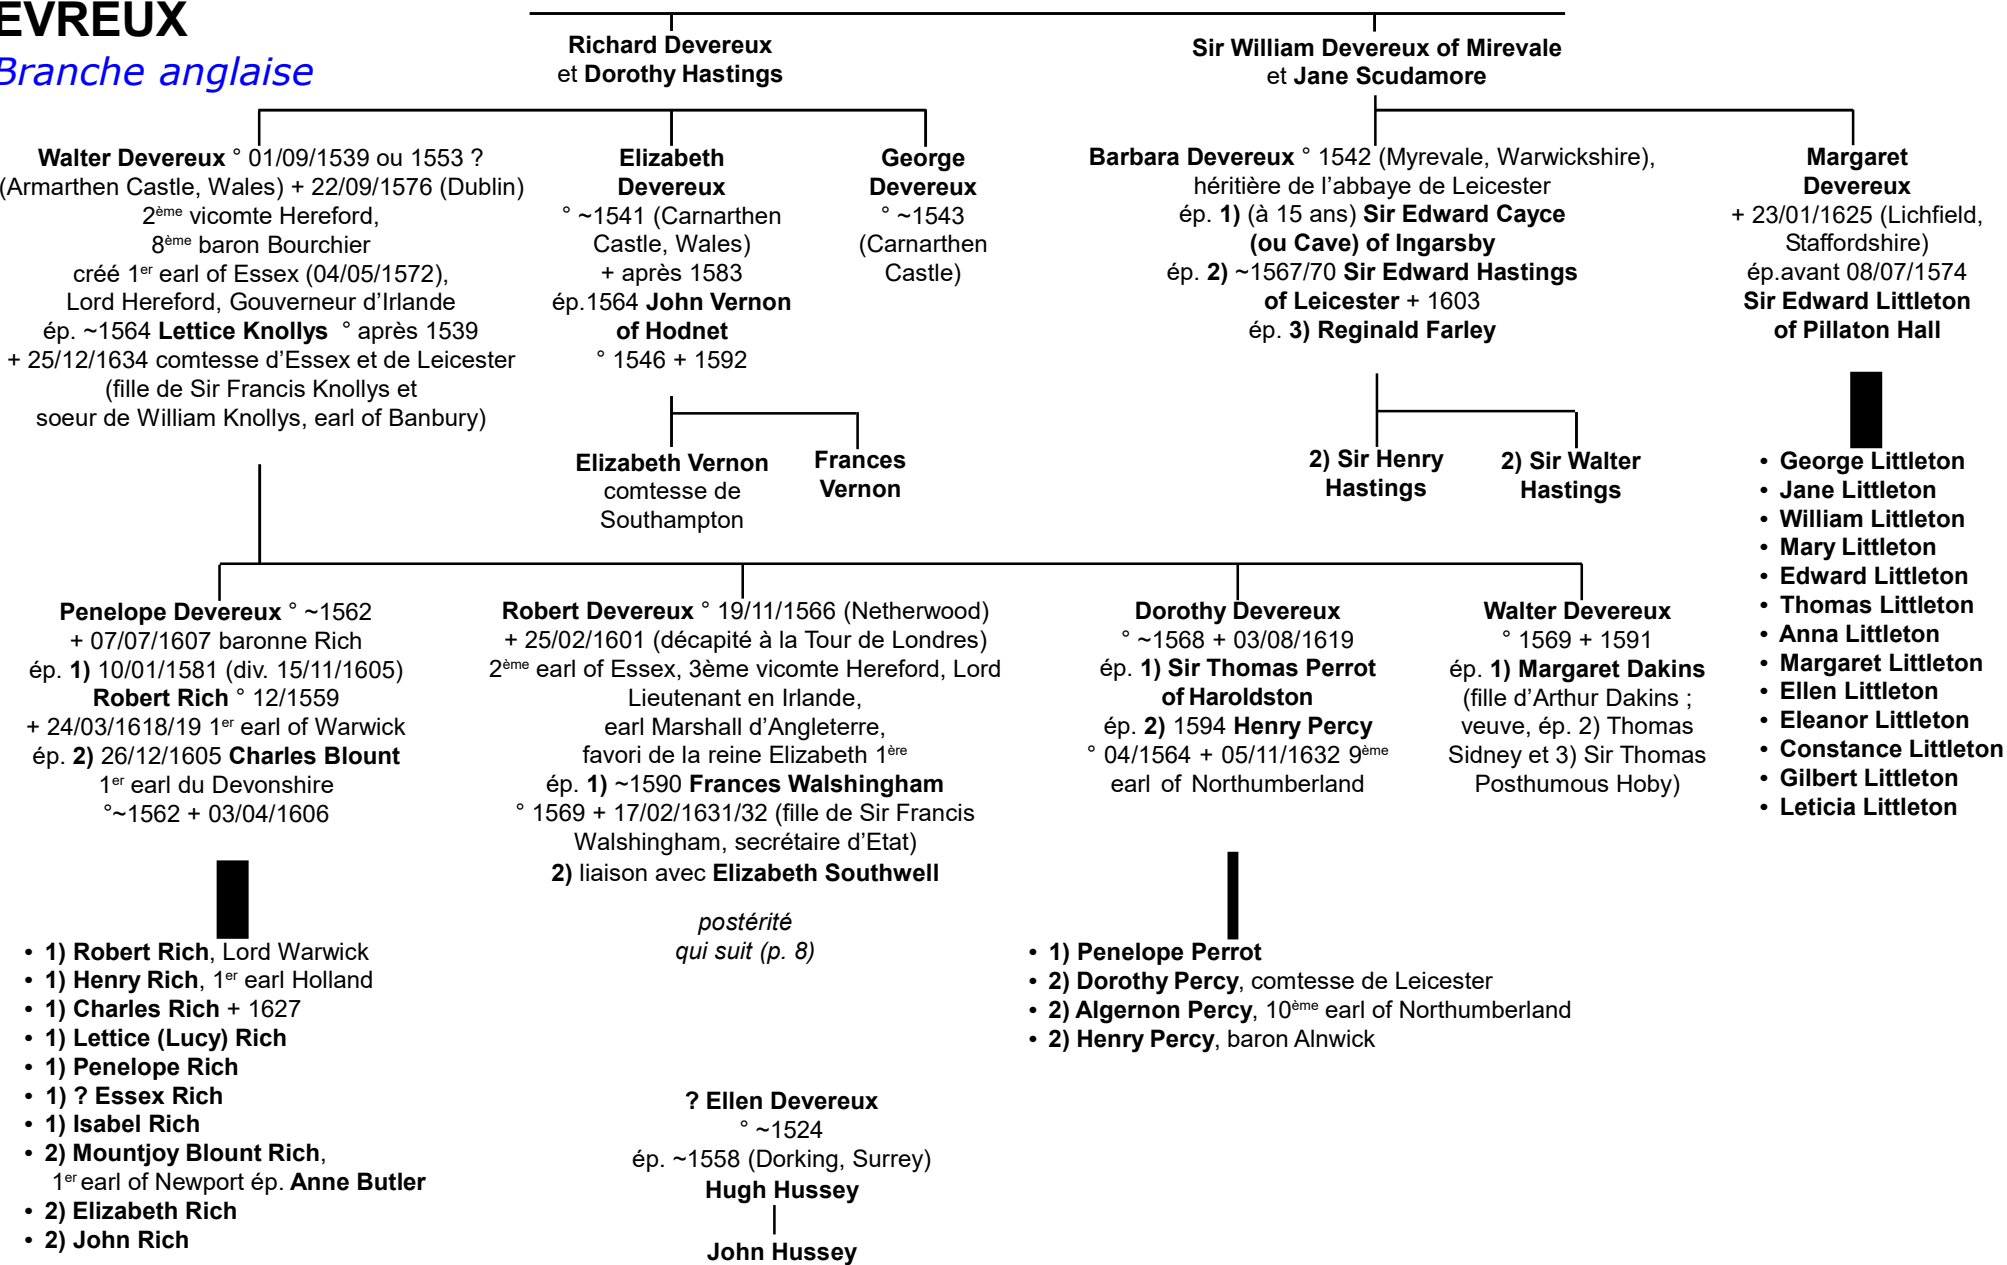 EVREUX
Branche anglaise
Richard Devereux
et Dorothy Hastings
Sir William Devereux of Mirevale
et Jane Scudamore
Walter Devereux ° 01/09/1539 ou 1553 ?
(Armarthen Castle, Wales) + 22/09/1576 (Dublin)
2ème vicomte Hereford,
8ème baron Bourchier
créé 1er earl of Essex (04/05/1572),
Lord Hereford, Gouverneur d’Irlande
ép. ~1564 Lettice Knollys ° après 1539
+ 25/12/1634 comtesse d’Essex et de Leicester
(fille de Sir Francis Knollys et
soeur de William Knollys, earl of Banbury)
Elizabeth
Devereux
° ~1541 (Carnarthen
Castle, Wales)
+ après 1583
ép.1564 John Vernon
of Hodnet
° 1546 + 1592
George
Devereux
° ~1543
(Carnarthen
Castle)
Barbara Devereux ° 1542 (Myrevale, Warwickshire),
héritière de l’abbaye de Leicester
ép. 1) (à 15 ans) Sir Edward Cayce
(ou Cave) of Ingarsby
ép. 2) ~1567/70 Sir Edward Hastings
of Leicester + 1603
ép. 3) Reginald Farley
Margaret
Devereux
+ 23/01/1625 (Lichfield,
Staffordshire)
ép.avant 08/07/1574
Sir Edward Littleton
of Pillaton Hall
Elizabeth Vernon
comtesse de
Southampton
Frances
Vernon
2) Sir Henry
Hastings
2) Sir Walter
Hastings
• George Littleton
• Jane Littleton
• William Littleton
• Mary Littleton
• Edward Littleton
• Thomas Littleton
• Anna Littleton
• Margaret Littleton
• Ellen Littleton
• Eleanor Littleton
• Constance Littleton
• Gilbert Littleton
• Leticia Littleton
Penelope Devereux ° ~1562
+ 07/07/1607 baronne Rich
ép. 1) 10/01/1581 (div. 15/11/1605)
Robert Rich ° 12/1559
+ 24/03/1618/19 1er earl of Warwick
ép. 2) 26/12/1605 Charles Blount
1er earl du Devonshire
°~1562 + 03/04/1606
Robert Devereux ° 19/11/1566 (Netherwood)
+ 25/02/1601 (décapité à la Tour de Londres)
2ème earl of Essex, 3ème vicomte Hereford, Lord
Lieutenant en Irlande,
earl Marshall d’Angleterre,
favori de la reine Elizabeth 1ère
ép. 1) ~1590 Frances Walshingham
° 1569 + 17/02/1631/32 (fille de Sir Francis
Walshingham, secrétaire d’Etat)
2) liaison avec Elizabeth Southwell
postérité
qui suit (p. 8)
Dorothy Devereux
° ~1568 + 03/08/1619
ép. 1) Sir Thomas Perrot
of Haroldston
ép. 2) 1594 Henry Percy
° 04/1564 + 05/11/1632 9ème
earl of Northumberland
Walter Devereux
° 1569 + 1591
ép. 1) Margaret Dakins
(fille d’Arthur Dakins ;
veuve, ép. 2) Thomas
Sidney et 3) Sir Thomas
Posthumous Hoby)
• 1) Robert Rich, Lord Warwick
• 1) Henry Rich, 1er earl Holland
• 1) Charles Rich + 1627
• 1) Lettice (Lucy) Rich
• 1) Penelope Rich
• 1) ? Essex Rich
• 1) Isabel Rich
• 2) Mountjoy Blount Rich,
1er earl of Newport ép. Anne Butler
• 2) Elizabeth Rich
• 2) John Rich
• 1) Penelope Perrot
• 2) Dorothy Percy, comtesse de Leicester
• 2) Algernon Percy, 10ème earl of Northumberland
• 2) Henry Percy, baron Alnwick
? Ellen Devereux
° ~1524
ép. ~1558 (Dorking, Surrey)
Hugh Hussey
John Hussey